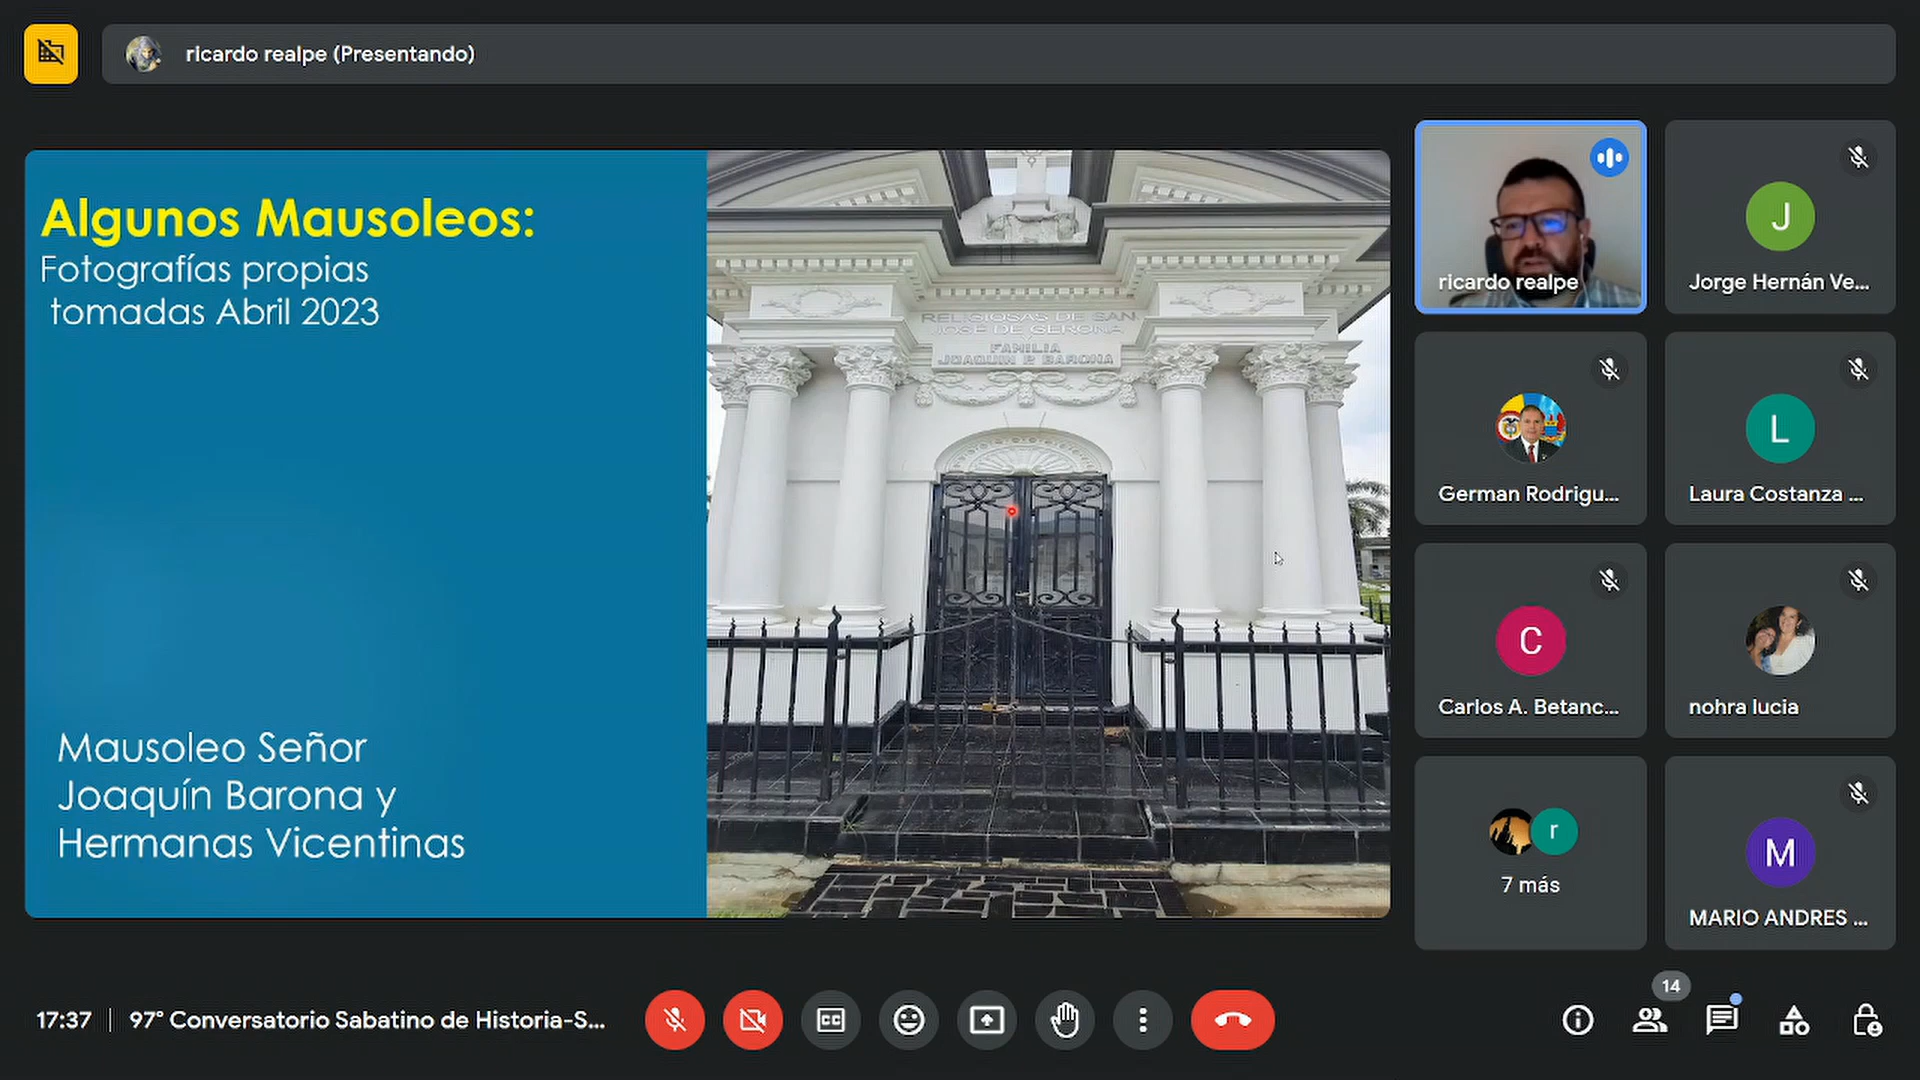 ricardo realpe (Presentando)
Algunos Mausoleos:
Fotografías propias
tomadas Abril 2023
RELIGIOSAS DE SAN
JOSE DE GERONA
FAMILIA
JOAQUIN P. BARONA
Mausoleo Señor
Joaquín Barona y
Hermanas Vicentinas
ricardo realpe
J
Jorge Hernán Ve...
German Rodrigu...
L
Laura Costanza ...
C
Carlos A. Betanc...
nohra lucia
r
7 más
M
MARIO ANDRES ...
17:37
97° Conversatorio Sabatino de Historia-S...
CC
14